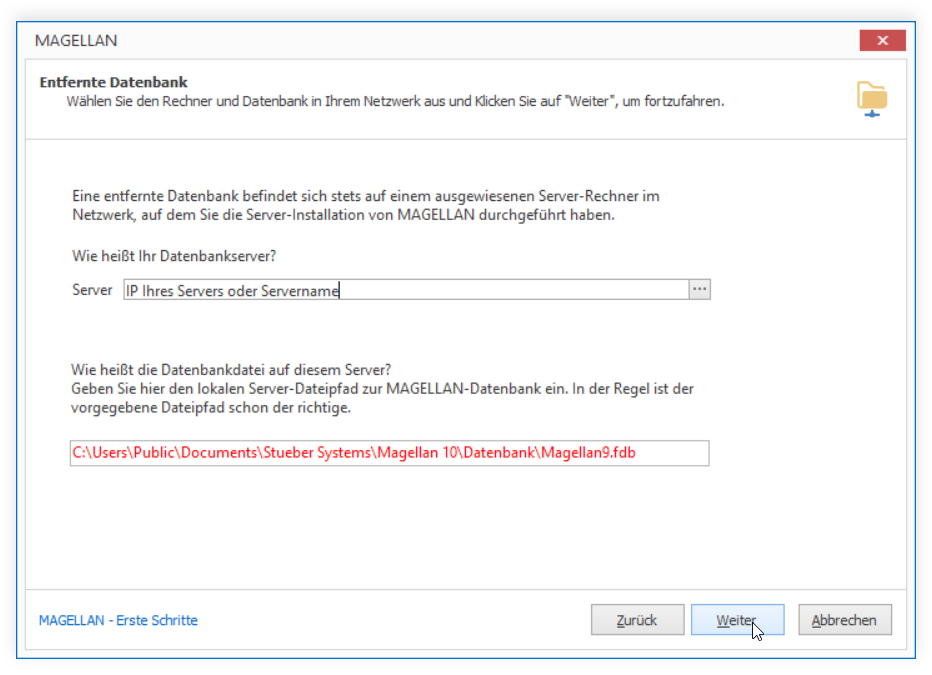 MAGELLAN
Entfernte Datenbank
Wählen Sie den Rechner und Datenbank in Ihrem Netzwerk aus und Klicken Sie auf "Weiter", um fortzufahren.
Eine entfernte Datenbank befindet sich stets auf einem ausgewiesenen Server-Rechner im
Netzwerk, auf dem Sie die Server-Installation von MAGELLAN durchgeführt haben.
Wie heißt Ihr Datenbankserver?
Server IP Ihres Servers oder Servername ...
Wie heißt die Datenbankdatei auf diesem Server?
Geben Sie hier den lokalen Server-Dateipfad zur MAGELLAN-Datenbank ein. In der Regel ist der
vorgegebene Dateipfad schon der richtige.
C:\Users\Public\Documents\Stueber Systems\Magellan 10\Datenbank\Magellan9.fdb
MAGELLAN - Erste Schritte Zurück Weiter Abbrechen